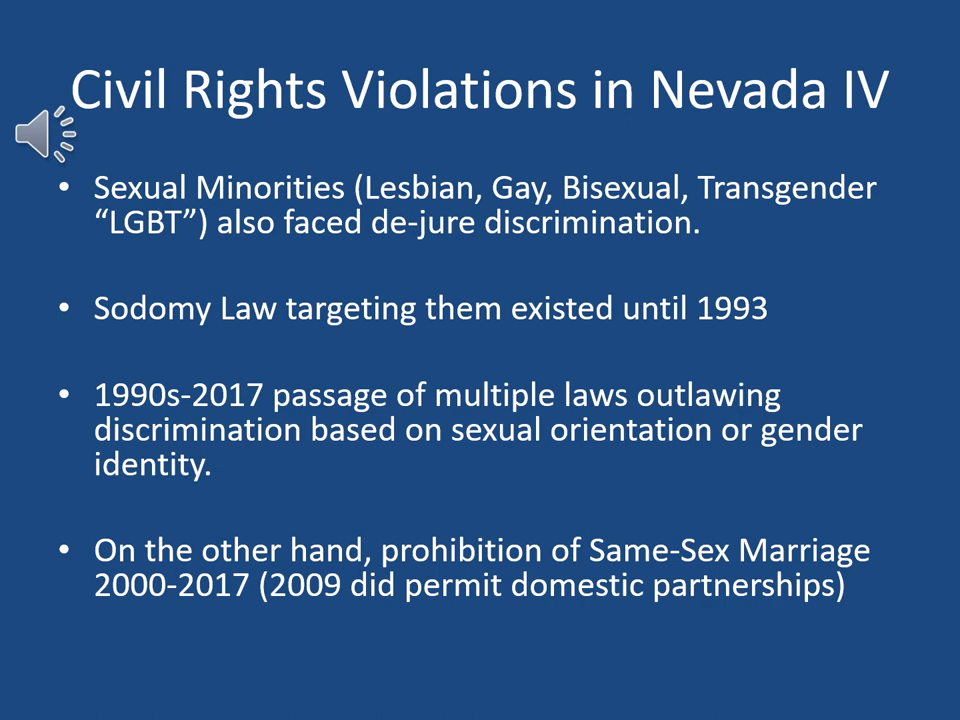 Civil Rights Violations in Nevada IV
• Sexual Minorities (Lesbian, Gay, Bisexual, Transgender
“LGBT”) also faced de-jure discrimination.
• Sodomy Law targeting them existed until 1993
• 1990s-2017 passage of multiple laws outlawing
discrimination based on sexual orientation or gender
identity.
• On the other hand, prohibition of Same-Sex Marriage
2000-2017 (2009 did permit domestic partnerships)